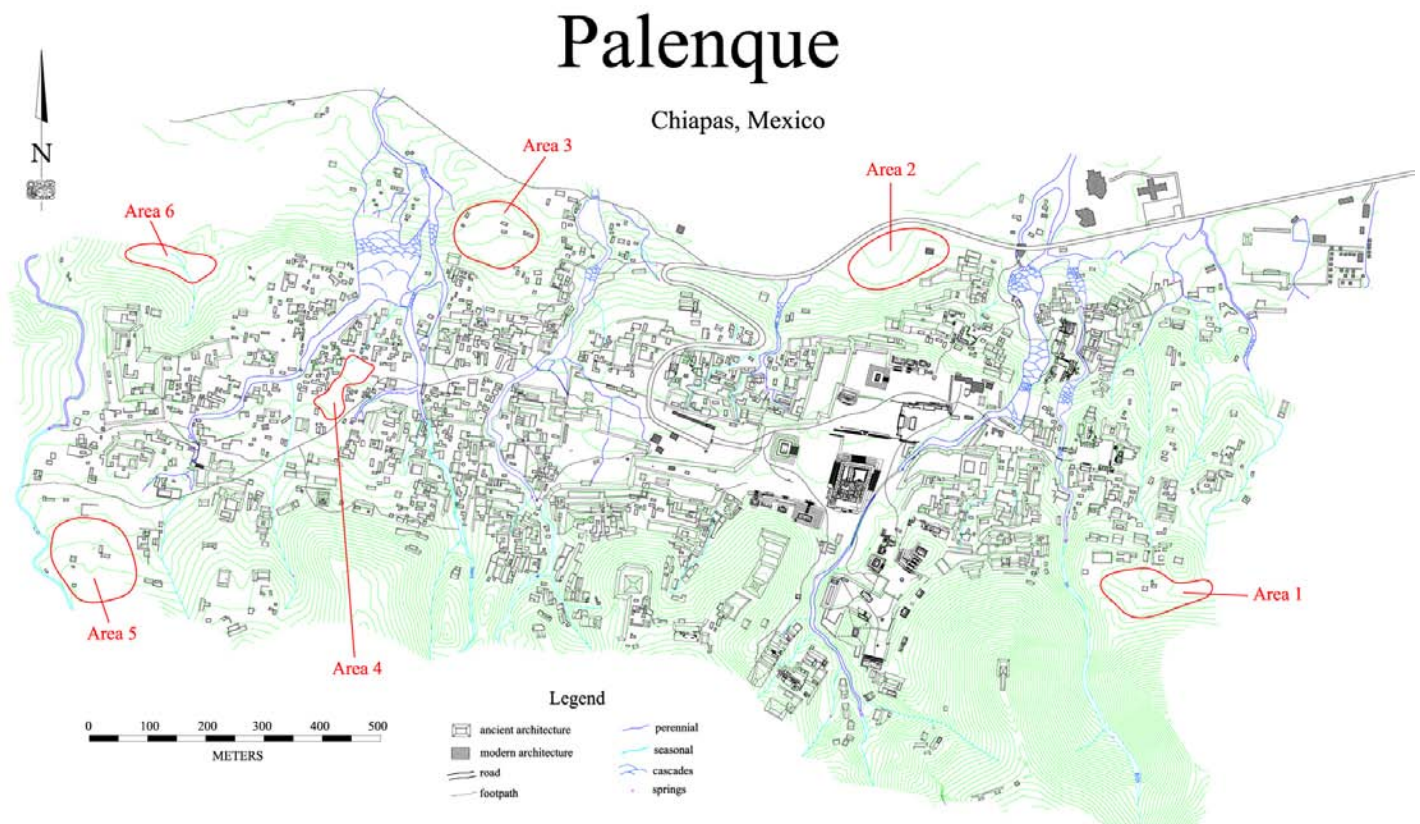 Palenque
Chiapas, Mexico
N
Area 3
Area 2
Area 6
Area 1
Area 5
Area 4
Legend
0 100 200 300 400 500
METERS
ancient architecture
modern architecture
road
footpath
perennial
seasonal
cascades
springs